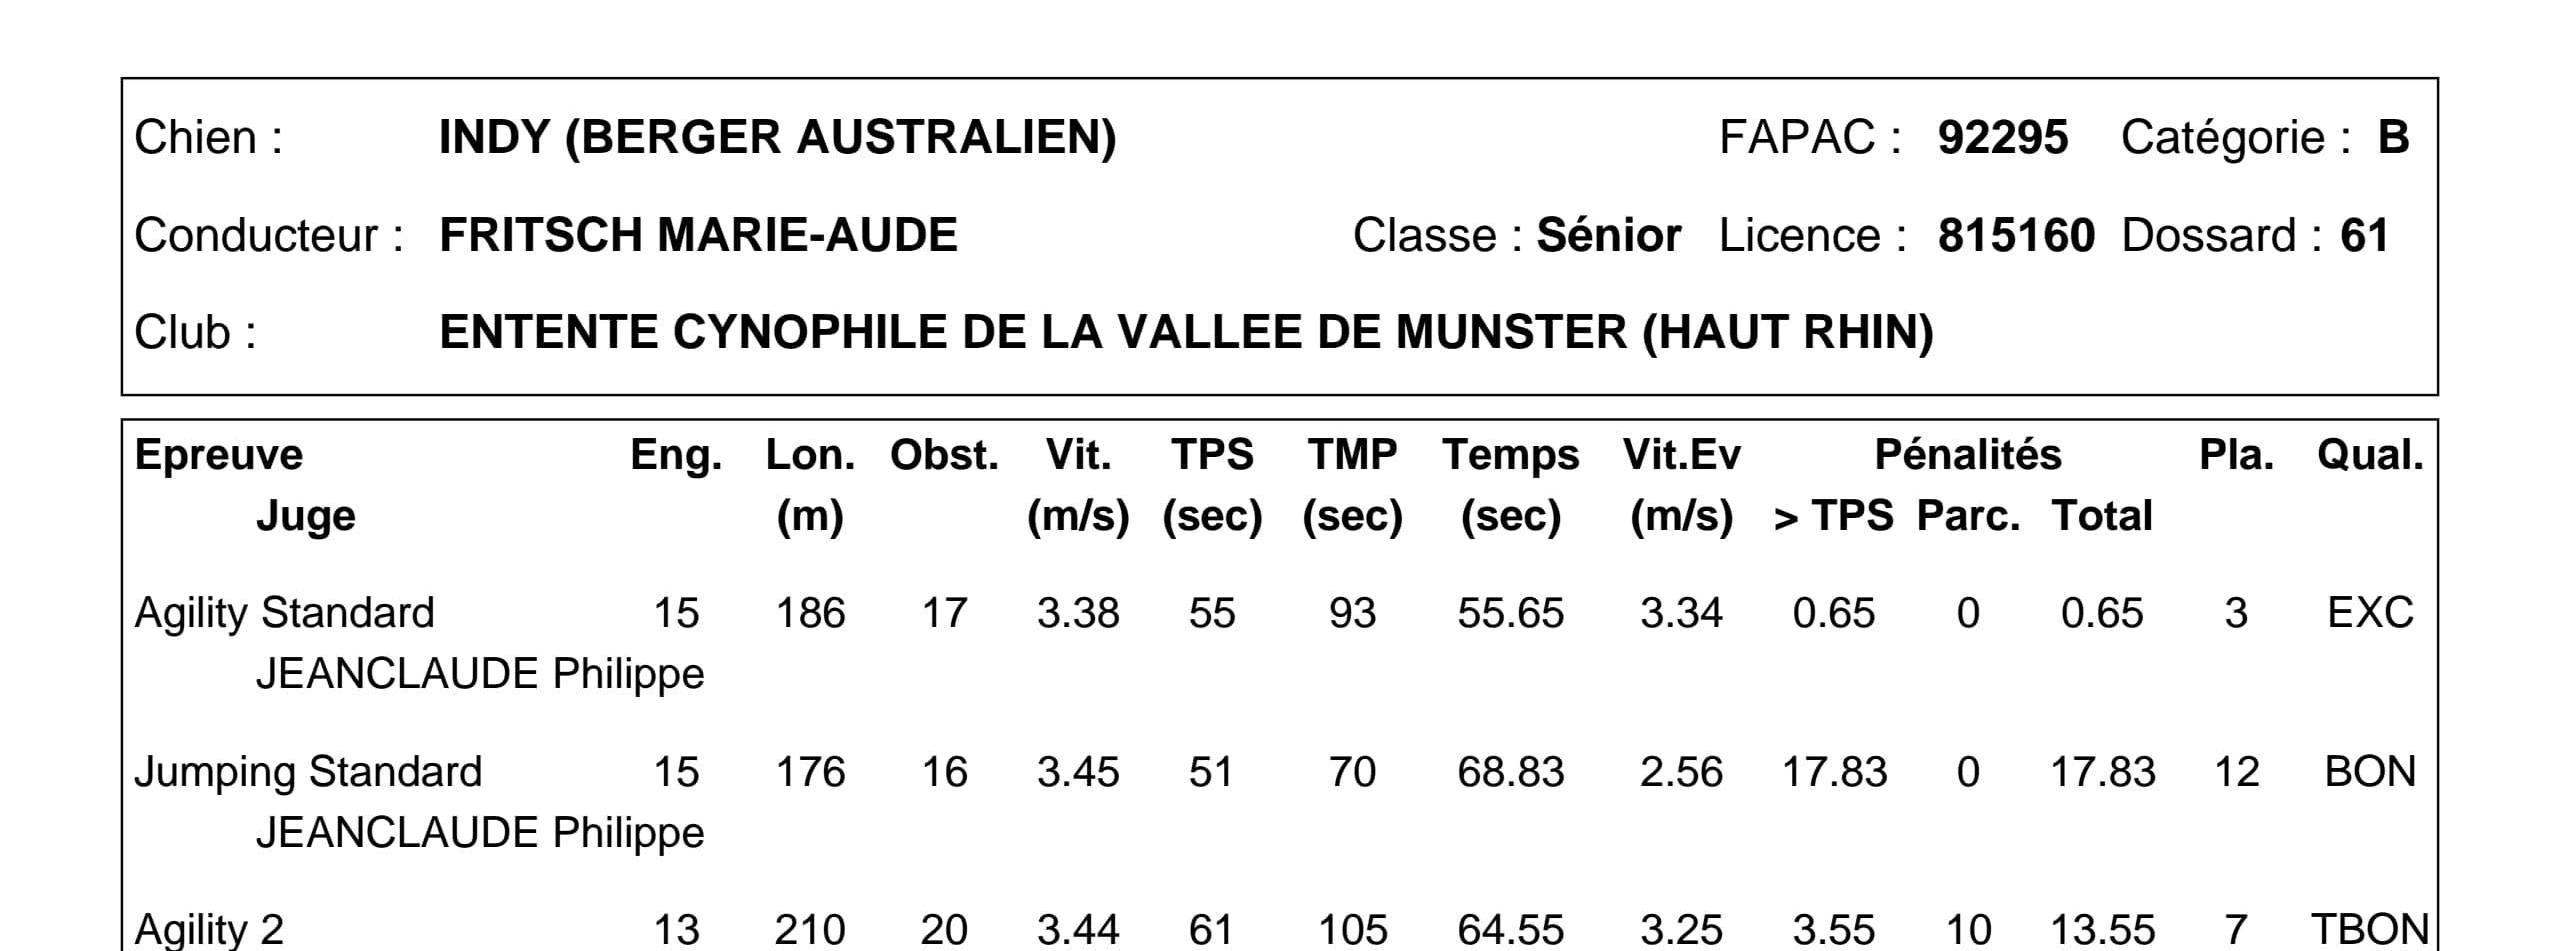 Chien : INDY (BERGER AUSTRALIEN) FAPAC : 92295 Catégorie : B
Conducteur : FRITSCH MARIE-AUDE Classe : Sénior Licence : 815160 Dossard : 61
Club : ENTENTE CYNOPHILE DE LA VALLEE DE MUNSTER (HAUT RHIN)
Epreuve Eng. Lon. Obst. Vit. TPS TMP Temps Vit.Ev Pénalités Pla. Qual.
Juge (m) (m/s) (sec) (sec) (sec) (m/s) > TPS Parc. Total
Agility Standard 15 186 17 3.38 55 93 55.65 3.34 0.65 0 0.65 3 EXC
JEANCLAUDE Philippe
Jumping Standard 15 176 16 3.45 51 70 68.83 2.56 17.83 0 17.83 12 BON
JEANCLAUDE Philippe
Agility 2 13 210 20 3.44 61 105 64.55 3.25 3.55 10 13.55 7 TBON